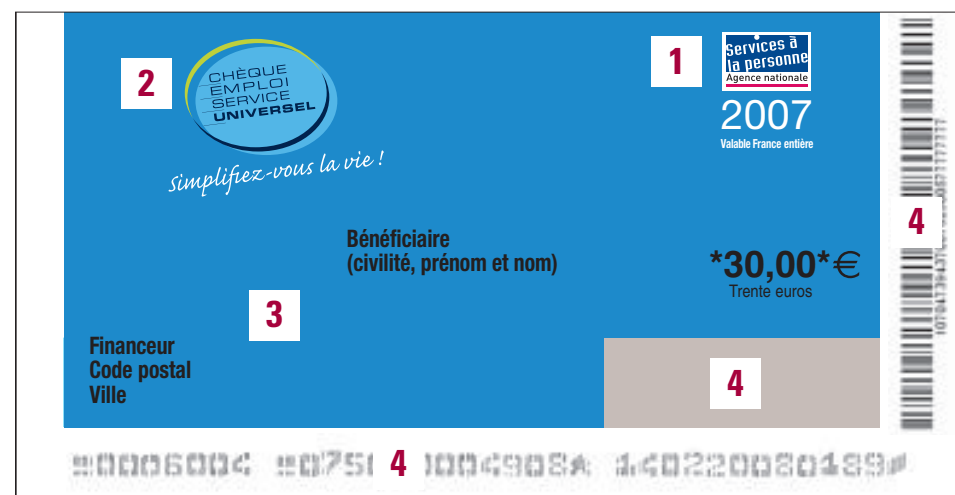 1
Services à
la personne
Agence nationale
2007
Valable France entière
2
CHÈQUE
EMPLOI
SERVICE
UNIVERSEL
simplifiez-vous la vie !
Bénéficiaire
(civilité, prénom et nom)
*30,00*€
Trente euros
3
Financeur
Code postal
Ville
4
4
4